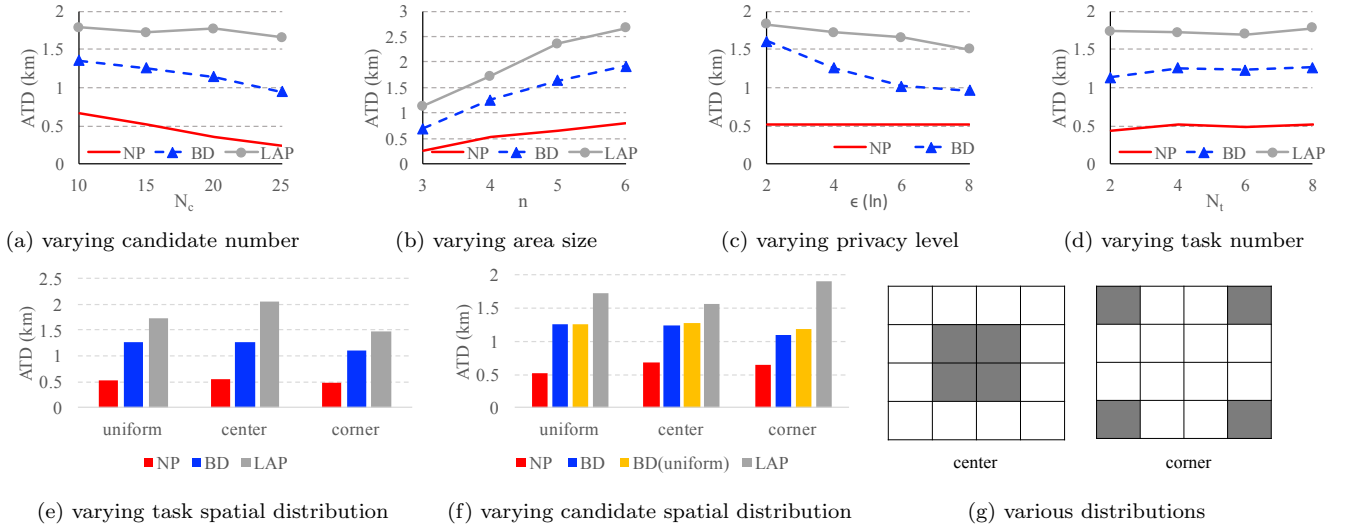 2
1.5
1
0.5
0
ATD (km)
NP BD LAP
10 15 20 25
N_c
(a) varying candidate number
3
2.5
2
1.5
1
0.5
0
ATD (km)
NP BD LAP
3 4 5 6
n
(b) varying area size
2
1.5
1
0.5
0
ATD (km)
NP BD
2 4 6 8
ϵ (ln)
(c) varying privacy level
2
1.5
1
0.5
0
ATD (km)
NP BD LAP
2 4 6 8
N_t
(d) varying task number
2.5
2
1.5
1
0.5
0
ATD (km)
uniform center corner
NP BD LAP
(e) varying task spatial distribution
2
1.5
1
0.5
0
ATD (km)
uniform center corner
NP BD BD(uniform) LAP
(f) varying candidate spatial distribution
center corner
(g) various distributions